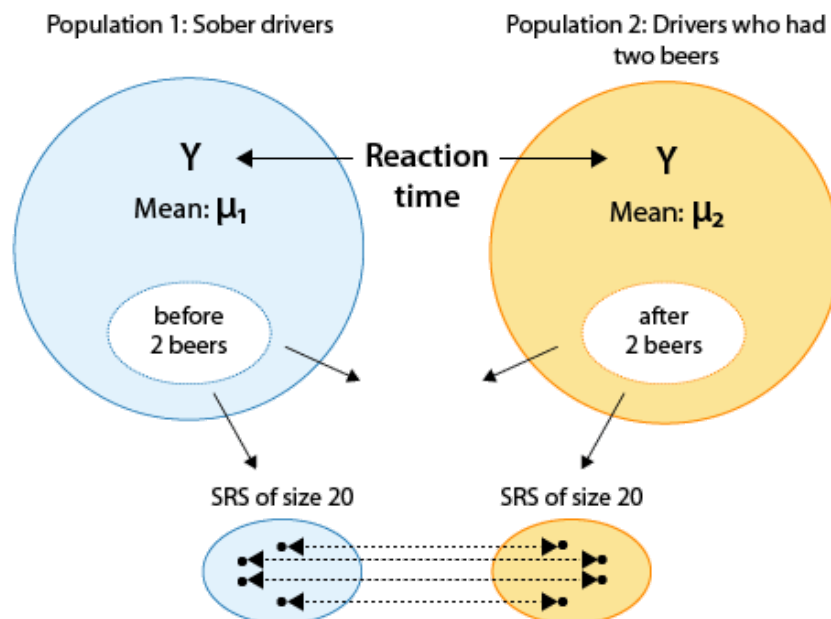 Population 1: Sober drivers
Population 2: Drivers who had
two beers
Y
Reaction
time
Y
Mean: μ₁
Mean: μ₂
before
2 beers
after
2 beers
SRS of size 20
SRS of size 20